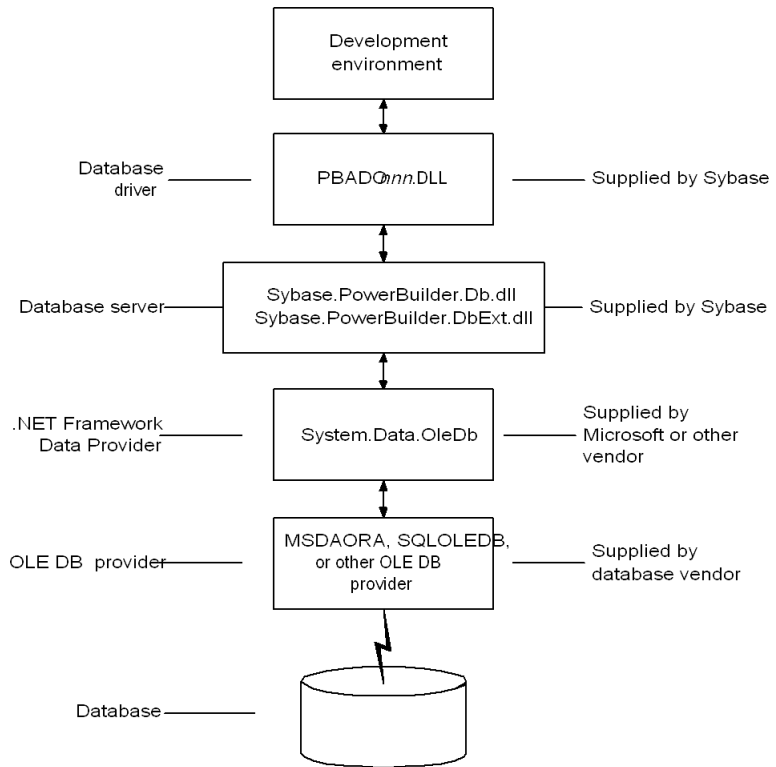 Development
environment
Database
driver
PBADOnnn.DLL
Supplied by Sybase
Database server
Sybase.PowerBuilder.Db.dll
Sybase.PowerBuilder.DbExt.dll
Supplied by Sybase
.NET Framework
Data Provider
System.Data.OleDb
Supplied by
Microsoft or other
vendor
OLE DB provider
MSDAORA, SQLOLEDB,
or other OLE DB
provider
Supplied by
database vendor
Database